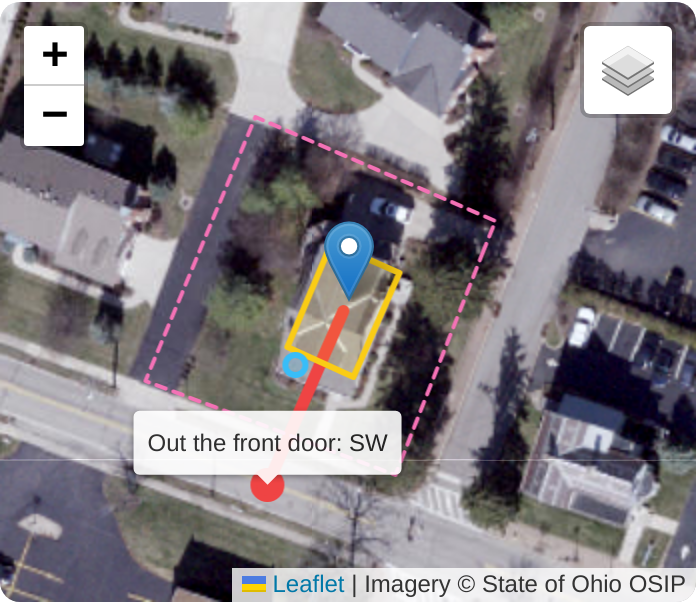 +
−
Out the front door: SW
Leaflet | Imagery © State of Ohio OSIP